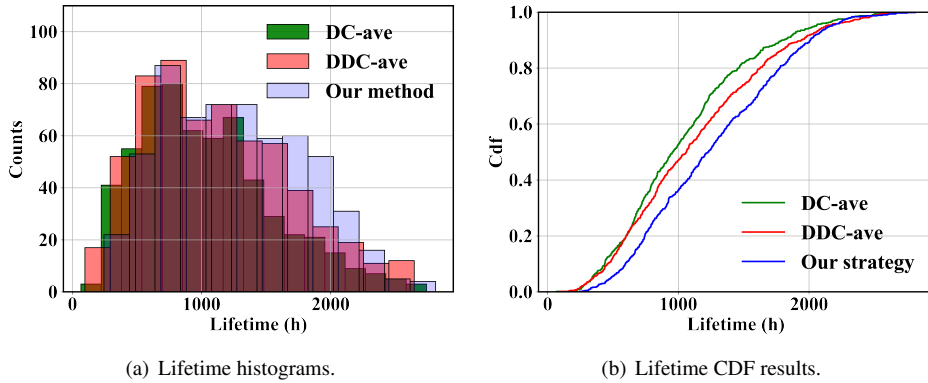 100
80
60
40
20
0
Counts
DC-ave
DDC-ave
Our method
0 1000 2000
Lifetime (h)
(a) Lifetime histograms.
1.0
0.8
0.6
0.4
0.2
0.0
Cdf
DC-ave
DDC-ave
Our strategy
0 1000 2000
Lifetime (h)
(b) Lifetime CDF results.